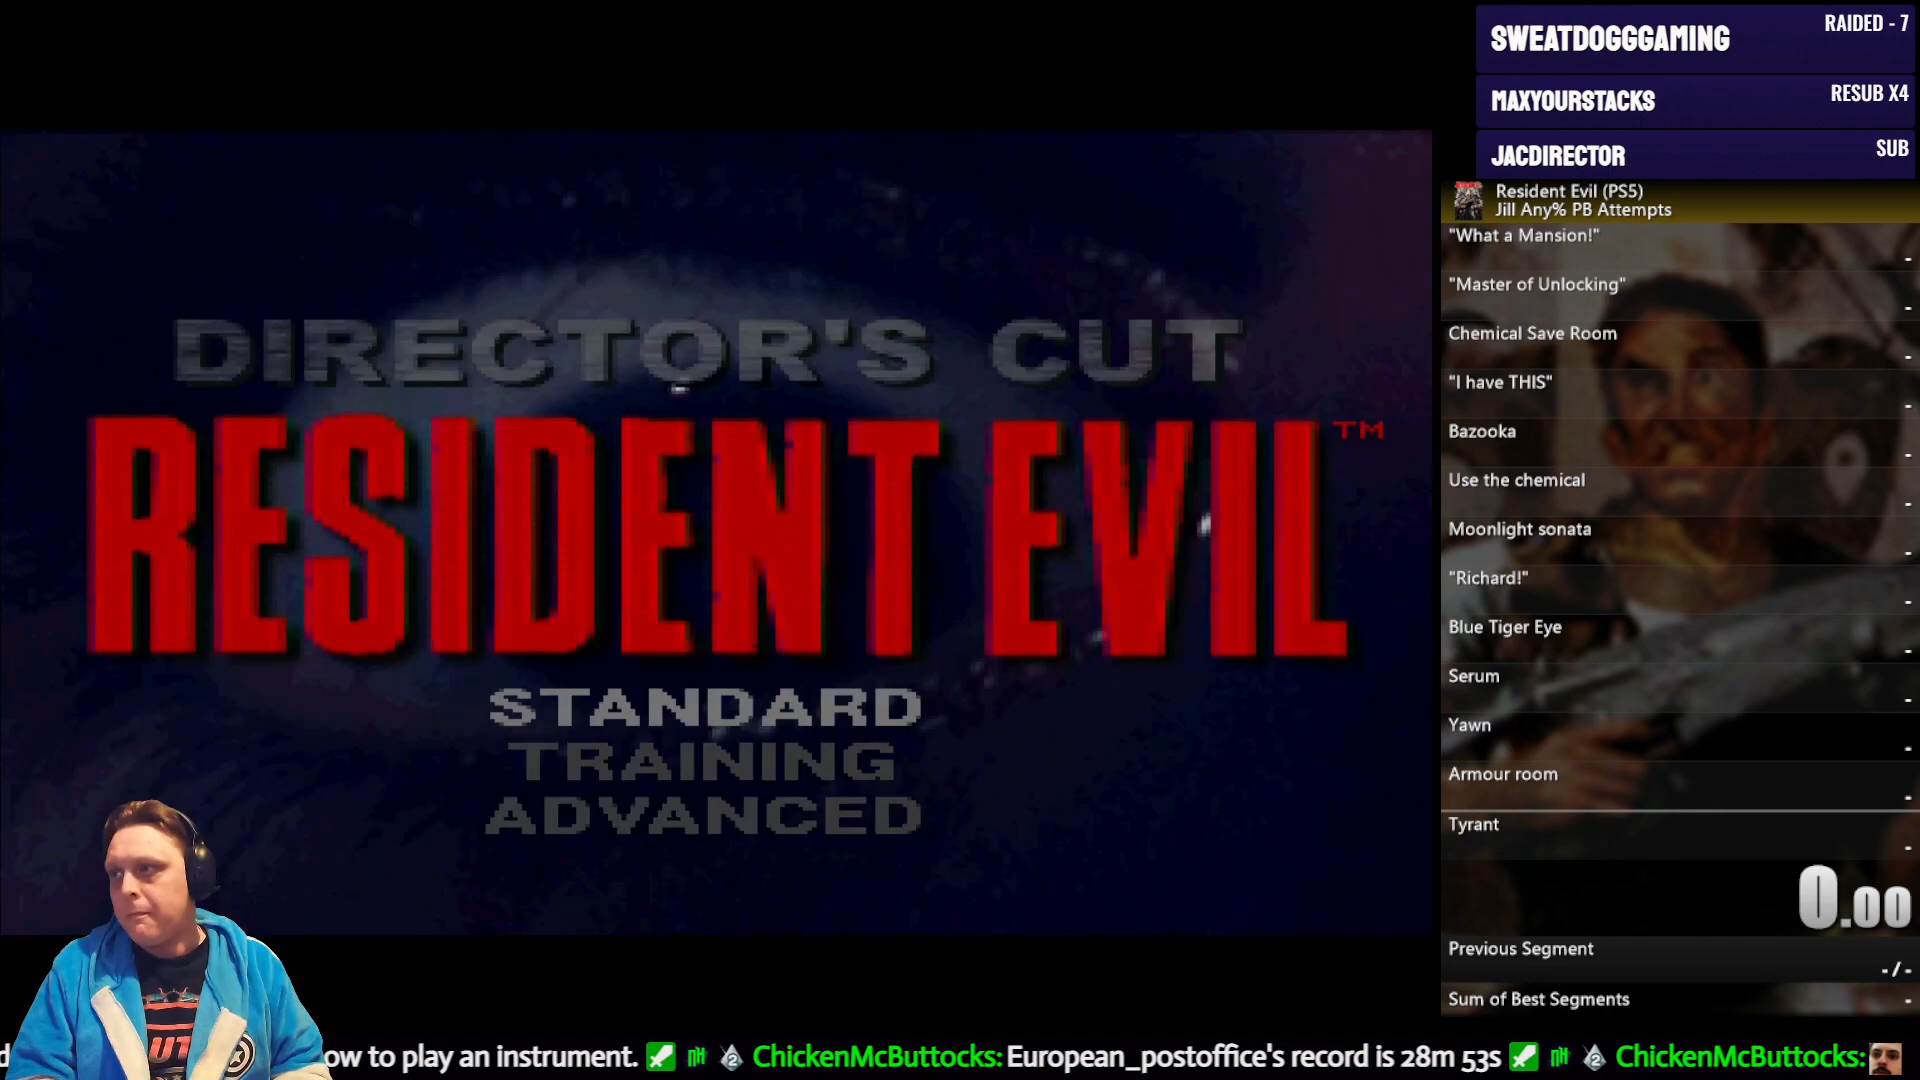 SWEATDOGGGAMING
RAIDED - 7
MAXYOURSTACKS
RESUB X4
JACDIRECTOR
SUB
Resident Evil (PS5)
Jill Any% PB Attempts
"What a Mansion!"
-
"Master of Unlocking"
-
Chemical Save Room
-
"I have THIS"
-
Bazooka
-
Use the chemical
-
Moonlight sonata
-
"Richard!"
-
Blue Tiger Eye
-
Serum
-
Yawn
-
Armour room
-
Tyrant
-
0.00
Previous Segment
- / -
Sum of Best Segments
-
DIRECTOR'S CUT
RESIDENT EVIL™
STANDARD
TRAINING
ADVANCED
ow to play an instrument. ChickenMcButtocks: European_postoffice's record is 28m 53s ChickenMcButtocks: